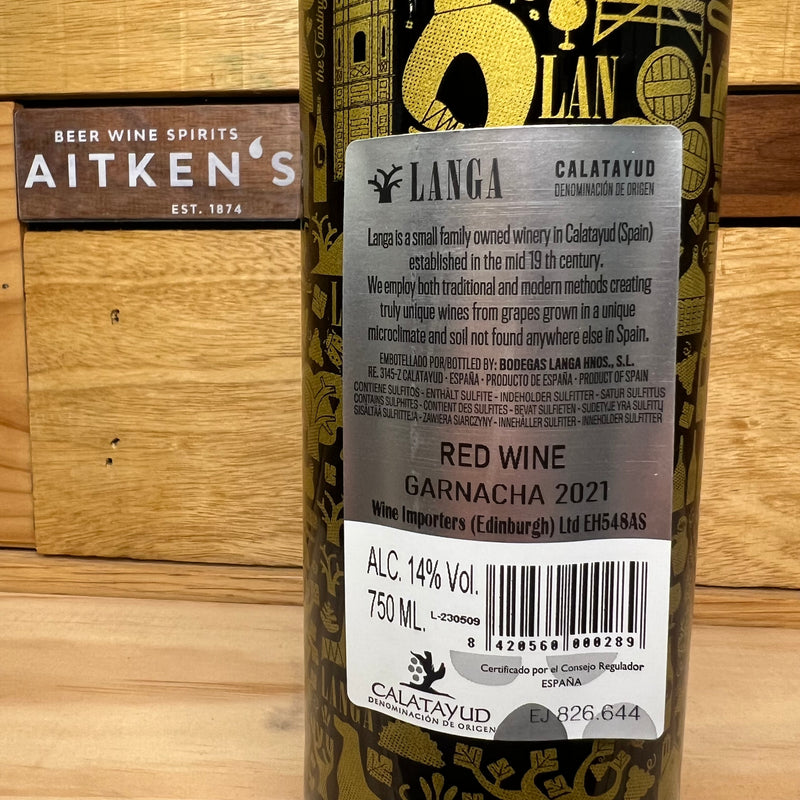 the Tasting
LAN
BEER WINE SPIRITS
AITKEN'S
EST. 1874
LANGA
CALATAYUD
DENOMINACIÓN DE ORIGEN
Langa is a small family owned winery in Calatayud (Spain)
established in the mid 19 th century.
We employ both traditional and modern methods creating
truly unique wines from grapes grown in a unique
microclimate and soil not found anywhere else in Spain.
EMBOTELLADO POR/BOTTLED BY: BODEGAS LANGA HNOS., S.L.
RE. 3145-Z CALATAYUD - ESPAÑA - PRODUCTO DE ESPAÑA - PRODUCT OF SPAIN
CONTIENE SULFITOS - ENTHÄLT SULFITE - INDEHOLDER SULFITTER - SATUR SULFITUS
CONTAINS SULPHITES - CONTIENT DES SULFITES - BEVAT SULFIETEN - SUDETYJE YRA SULFITŲ
SISÄLTÄÄ SULFITTEJA - ZAWIERA SIARCZYNY - INNEHÅLLER SULFITER - INNEHOLDER SULFITTER
RED WINE
GARNACHA 2021
Wine Importers (Edinburgh) Ltd EH548AS
ALC. 14% Vol.
750 ML.
L-230509
8 420560 000289
CALATAYUD
DENOMINACIÓN DE ORIGEN
Certificado por el Consejo Regulador
ESPAÑA
EJ 826.644
LANGA